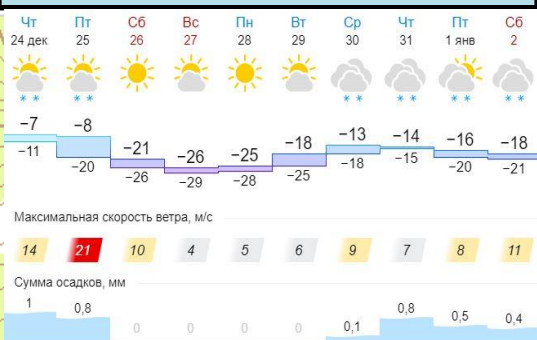 Чт Пт Сб Вс Пн Вт Ср Чт Пт Сб
24 дек 25 26 27 28 29 30 31 1 янв 2
−7 −8 −21 −26 −25 −18 −13 −14 −16 −18
−11 −20 −26 −29 −28 −25 −18 −15 −20 −21
Максимальная скорость ветра, м/с
14 21 10 4 5 6 9 7 8 11
Сумма осадков, мм
1 0,8 0 0 0 0 0,1 0,8 0,5 0,4